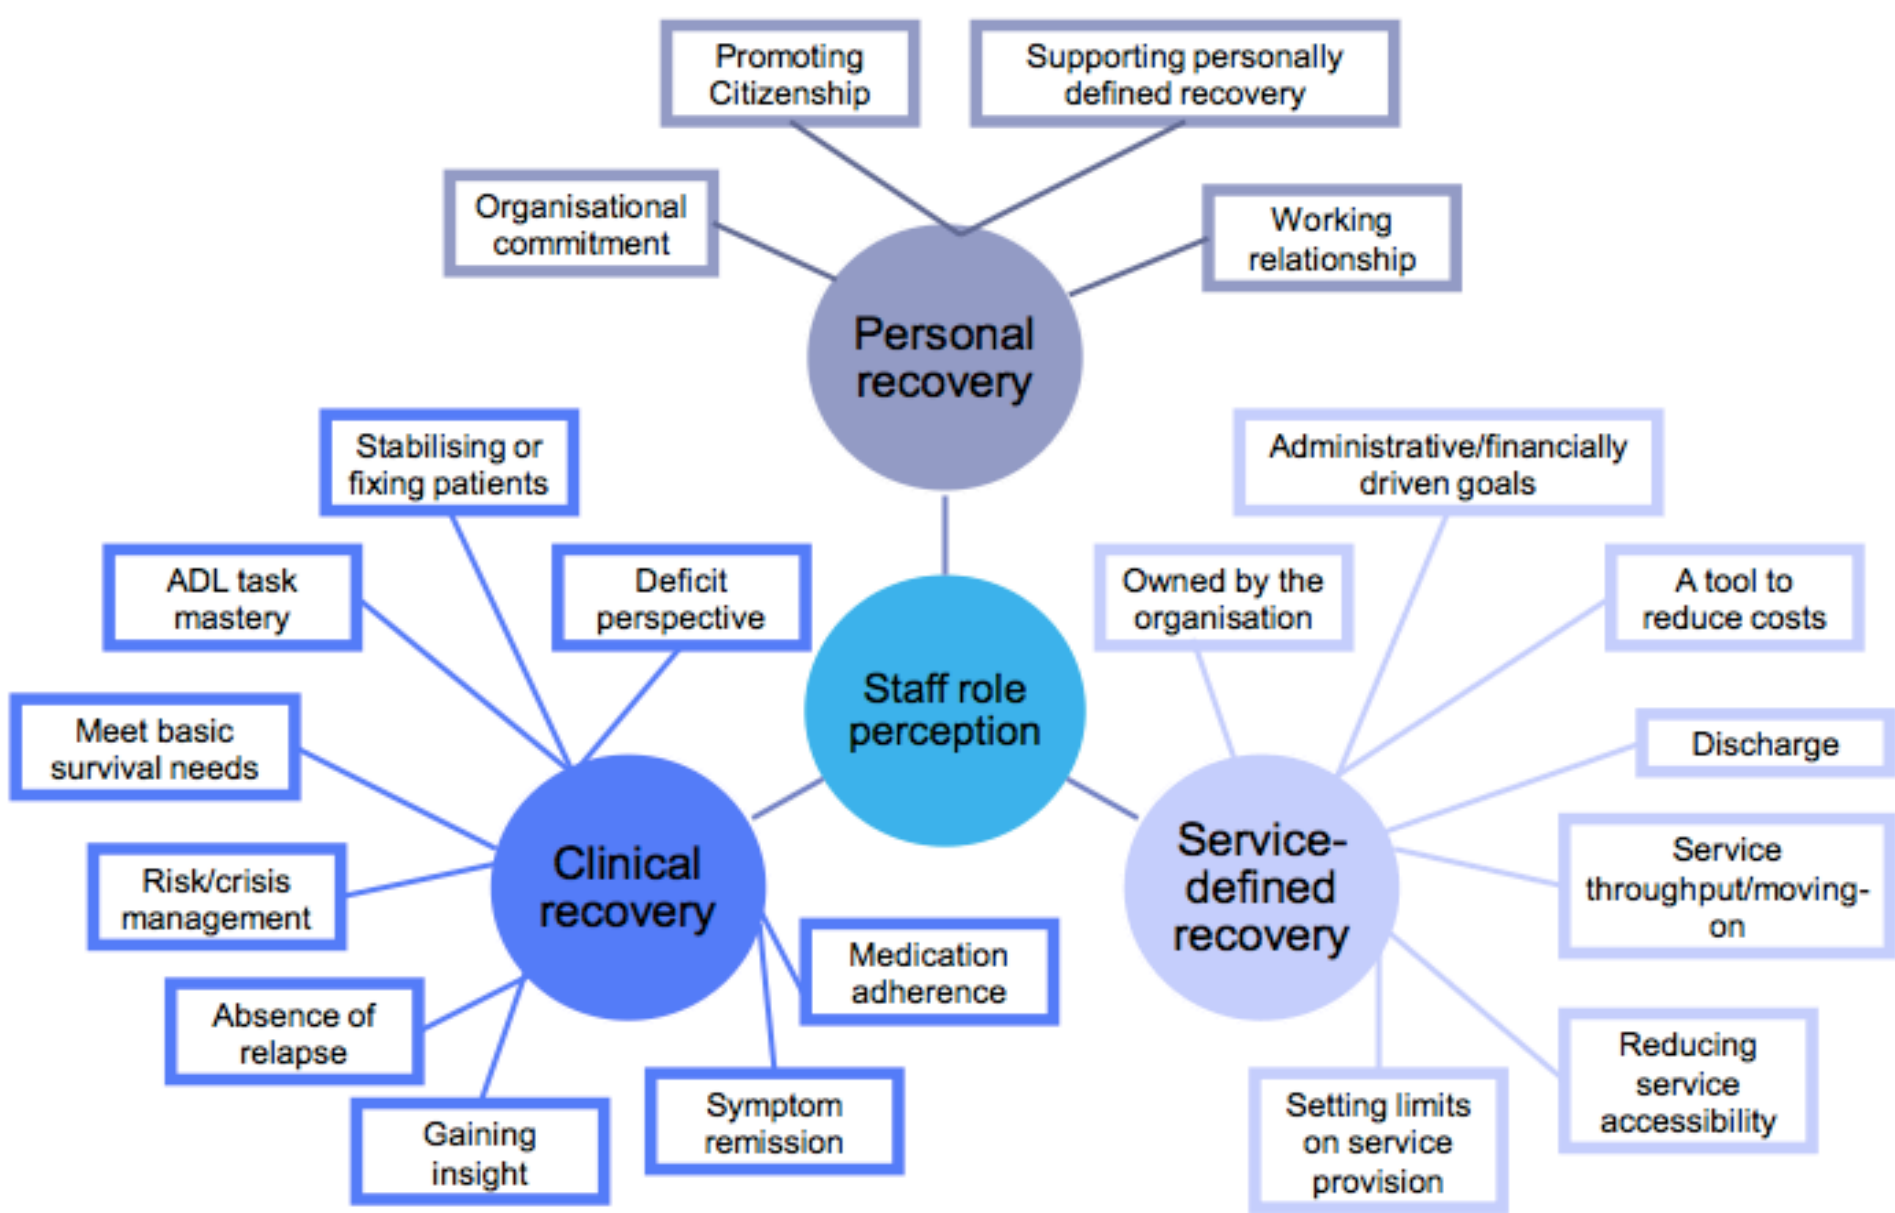 Promoting
Citizenship
Supporting personally
defined recovery
Organisational
commitment
Working
relationship
Personal
recovery
Stabilising or
fixing patients
Administrative/financially
driven goals
ADL task
mastery
Deficit
perspective
Owned by the
organisation
A tool to
reduce costs
Staff role
perception
Meet basic
survival needs
Discharge
Clinical
recovery
Service-
defined
recovery
Risk/crisis
management
Service
throughput/moving-
on
Medication
adherence
Absence of
relapse
Gaining
insight
Symptom
remission
Setting limits
on service
provision
Reducing
service
accessibility